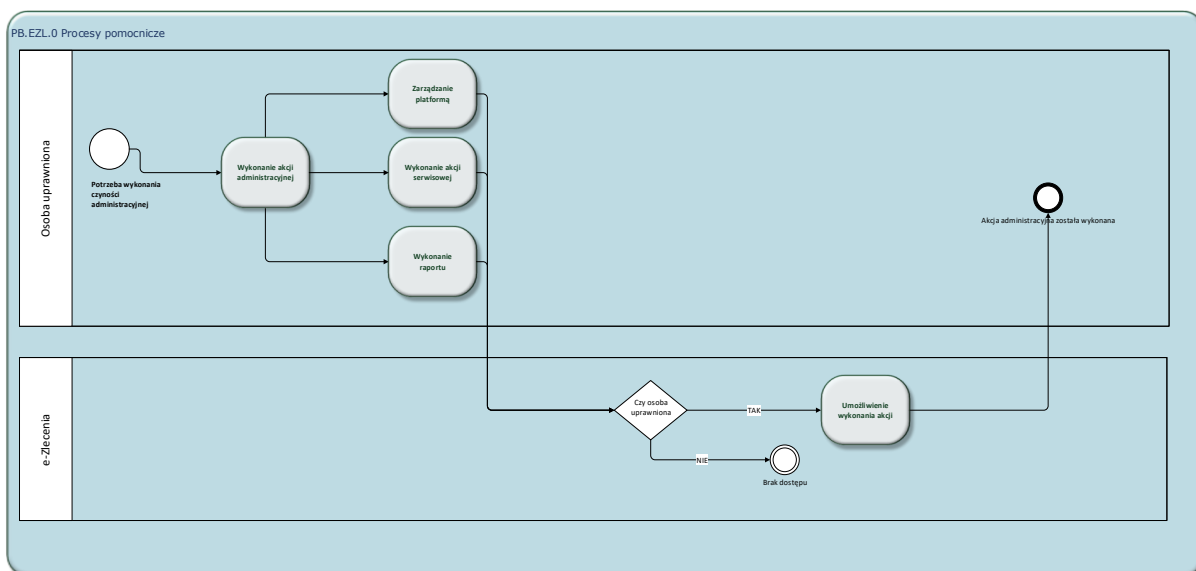 PB.EZL.0 Procesy pomocnicze
Osoba uprawniona
Potrzeba wykonania
czyności
administracyjnej
Wykonanie akcji
administracyjnej
Zarządzanie
platformą
Wykonanie akcji
serwisowej
Wykonanie
raportu
Akcja administracyjna została wykonana
e-Zlecenia
Czy osoba
uprawniona
TAK
NIE
Umożliwienie
wykonania akcji
Brak dostępu